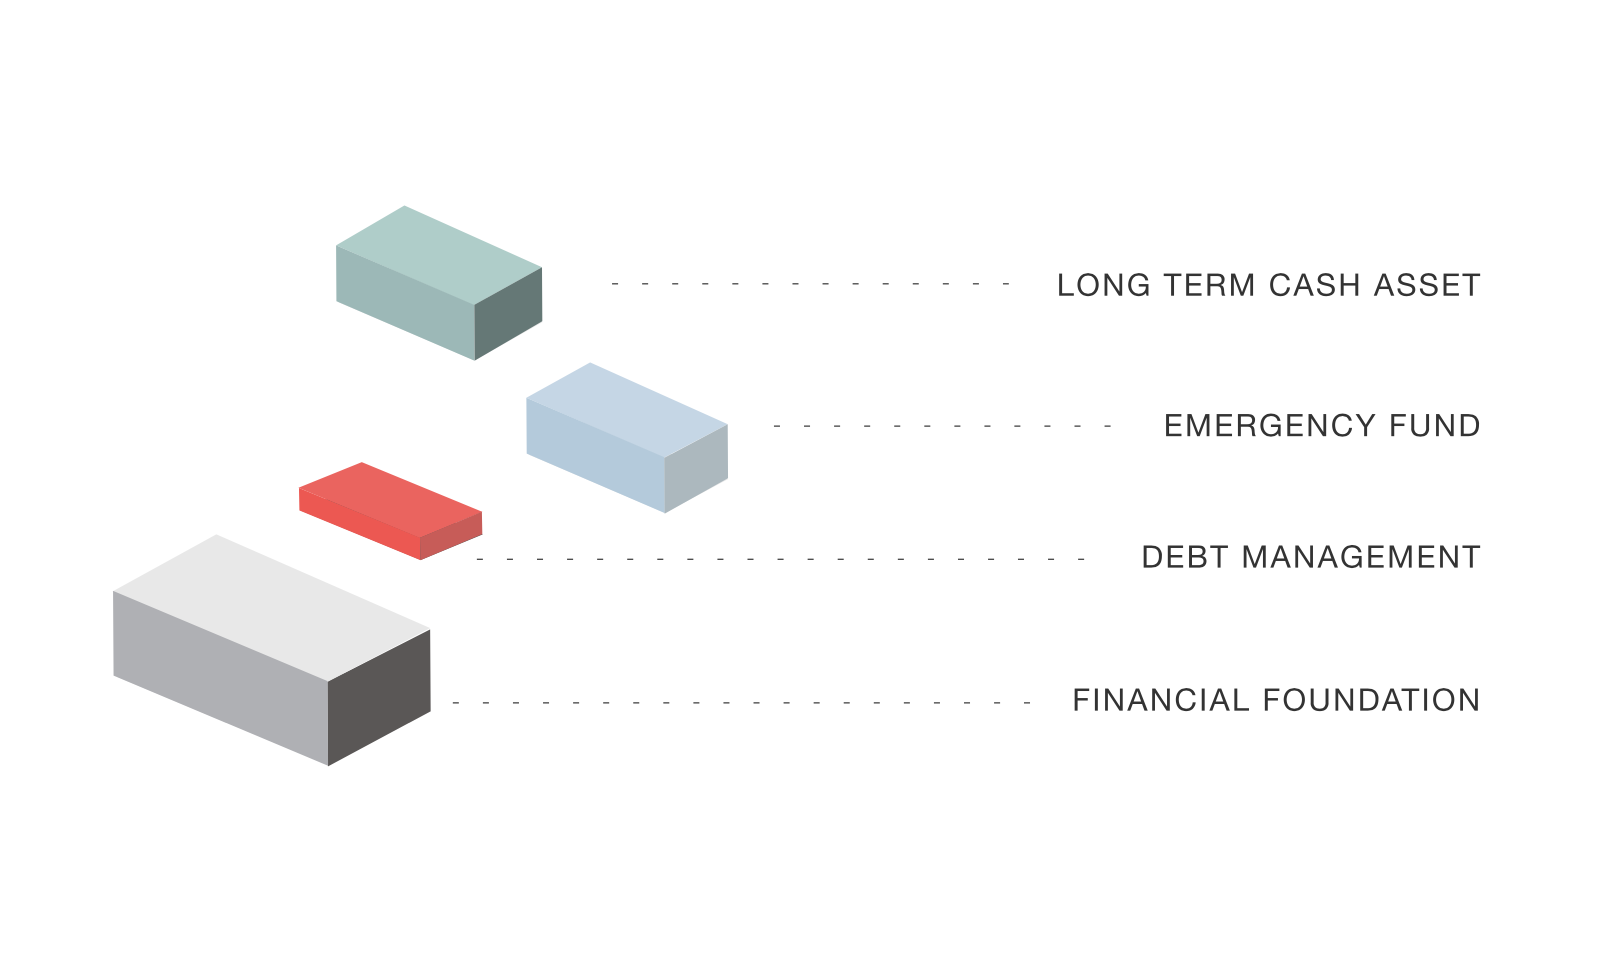 LONG TERM CASH ASSET
EMERGENCY FUND
DEBT MANAGEMENT
FINANCIAL FOUNDATION